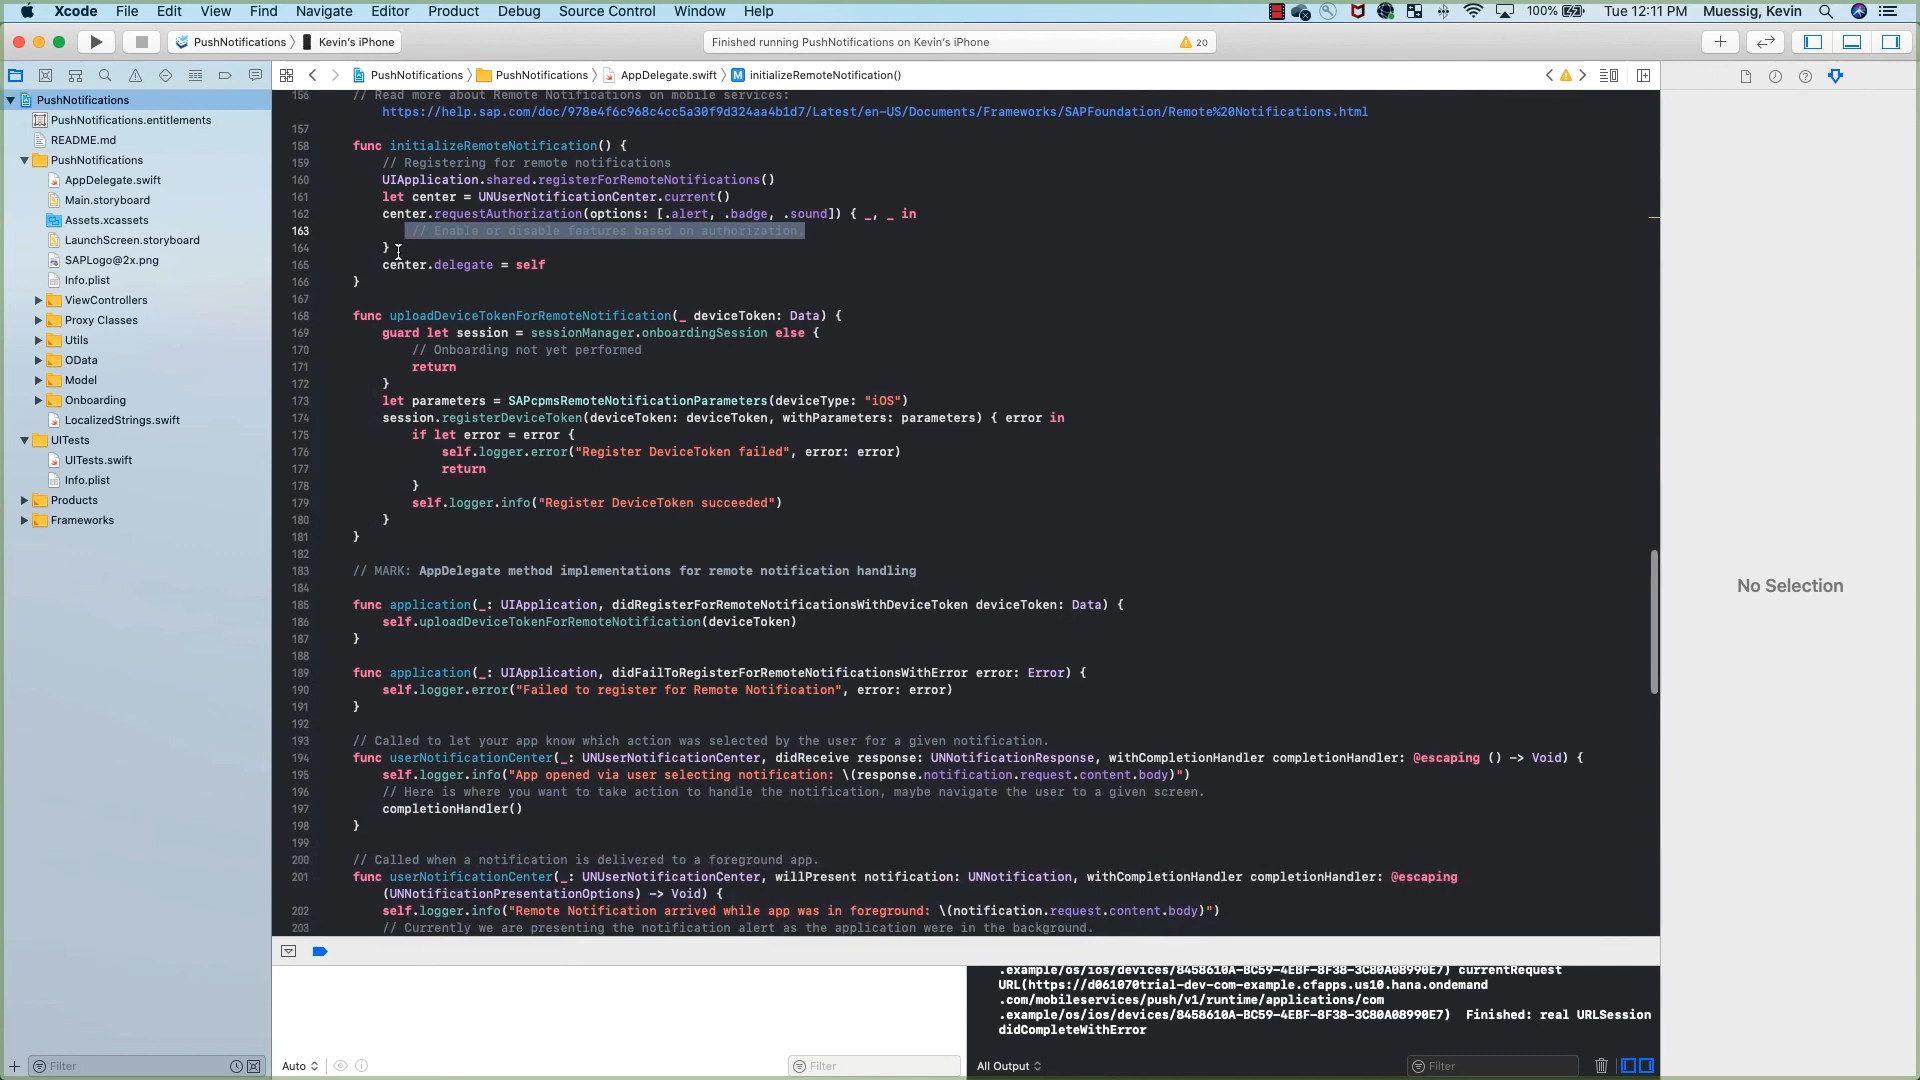 Xcode File Edit View Find Navigate Editor Product Debug Source Control Window Help 100% Tue 12:11 PM Muessig, Kevin
PushNotifications Kevin's iPhone Finished running PushNotifications on Kevin's iPhone 20
PushNotifications PushNotifications AppDelegate.swift M initializeRemoteNotification()
PushNotifications
PushNotifications.entitlements
README.md
PushNotifications
AppDelegate.swift
Main.storyboard
Assets.xcassets
LaunchScreen.storyboard
SAPLogo@2x.png
Info.plist
ViewControllers
Proxy Classes
Utils
OData
Model
Onboarding
LocalizedStrings.swift
UITests
UITests.swift
Info.plist
Products
Frameworks
Filter
156 // Read more about Remote Notifications on mobile services:
https://help.sap.com/doc/978e4f6c968c4cc5a30f9d324aa4b1d7/Latest/en-US/Documents/Frameworks/SAPFoundation/Remote%20Notifications.html
157
158 func initializeRemoteNotification() {
159 // Registering for remote notifications
160 UIApplication.shared.registerForRemoteNotifications()
161 let center = UNUserNotificationCenter.current()
162 center.requestAuthorization(options: [.alert, .badge, .sound]) { _, _ in
163 // Enable or disable features based on authorization.
164 }
165 center.delegate = self
166 }
167
168 func uploadDeviceTokenForRemoteNotification(_ deviceToken: Data) {
169 guard let session = sessionManager.onboardingSession else {
170 // Onboarding not yet performed
171 return
172 }
173 let parameters = SAPcpmsRemoteNotificationParameters(deviceType: "iOS")
174 session.registerDeviceToken(deviceToken: deviceToken, withParameters: parameters) { error in
175 if let error = error {
176 self.logger.error("Register DeviceToken failed", error: error)
177 return
178 }
179 self.logger.info("Register DeviceToken succeeded")
180 }
181 }
182
183 // MARK: AppDelegate method implementations for remote notification handling
184
185 func application(_: UIApplication, didRegisterForRemoteNotificationsWithDeviceToken deviceToken: Data) {
186 self.uploadDeviceTokenForRemoteNotification(deviceToken)
187 }
188
189 func application(_: UIApplication, didFailToRegisterForRemoteNotificationsWithError error: Error) {
190 self.logger.error("Failed to register for Remote Notification", error: error)
191 }
192
193 // Called to let your app know which action was selected by the user for a given notification.
194 func userNotificationCenter(_: UNUserNotificationCenter, didReceive response: UNNotificationResponse, withCompletionHandler completionHandler: @escaping () -> Void) {
195 self.logger.info("App opened via user selecting notification: \(response.notification.request.content.body)")
196 // Here is where you want to take action to handle the notification, maybe navigate the user to a given screen.
197 completionHandler()
198 }
199
200 // Called when a notification is delivered to a foreground app.
201 func userNotificationCenter(_: UNUserNotificationCenter, willPresent notification: UNNotification, withCompletionHandler completionHandler: @escaping
(UNNotificationPresentationOptions) -> Void) {
202 self.logger.info("Remote Notification arrived while app was in foreground: \(notification.request.content.body)")
203 // Currently we are presenting the notification alert as the application were in the background.
.example/os/ios/devices/8458610A-BC59-4EBF-8F38-3C80A08990E7) currentRequest
URL(https://d061070trial-dev-com-example.cfapps.us10.hana.ondemand
.com/mobileservices/push/v1/runtime/applications/com
.example/os/ios/devices/8458610A-BC59-4EBF-8F38-3C80A08990E7) Finished: real URLSession
didCompleteWithError
Auto Filter All Output Filter
No Selection